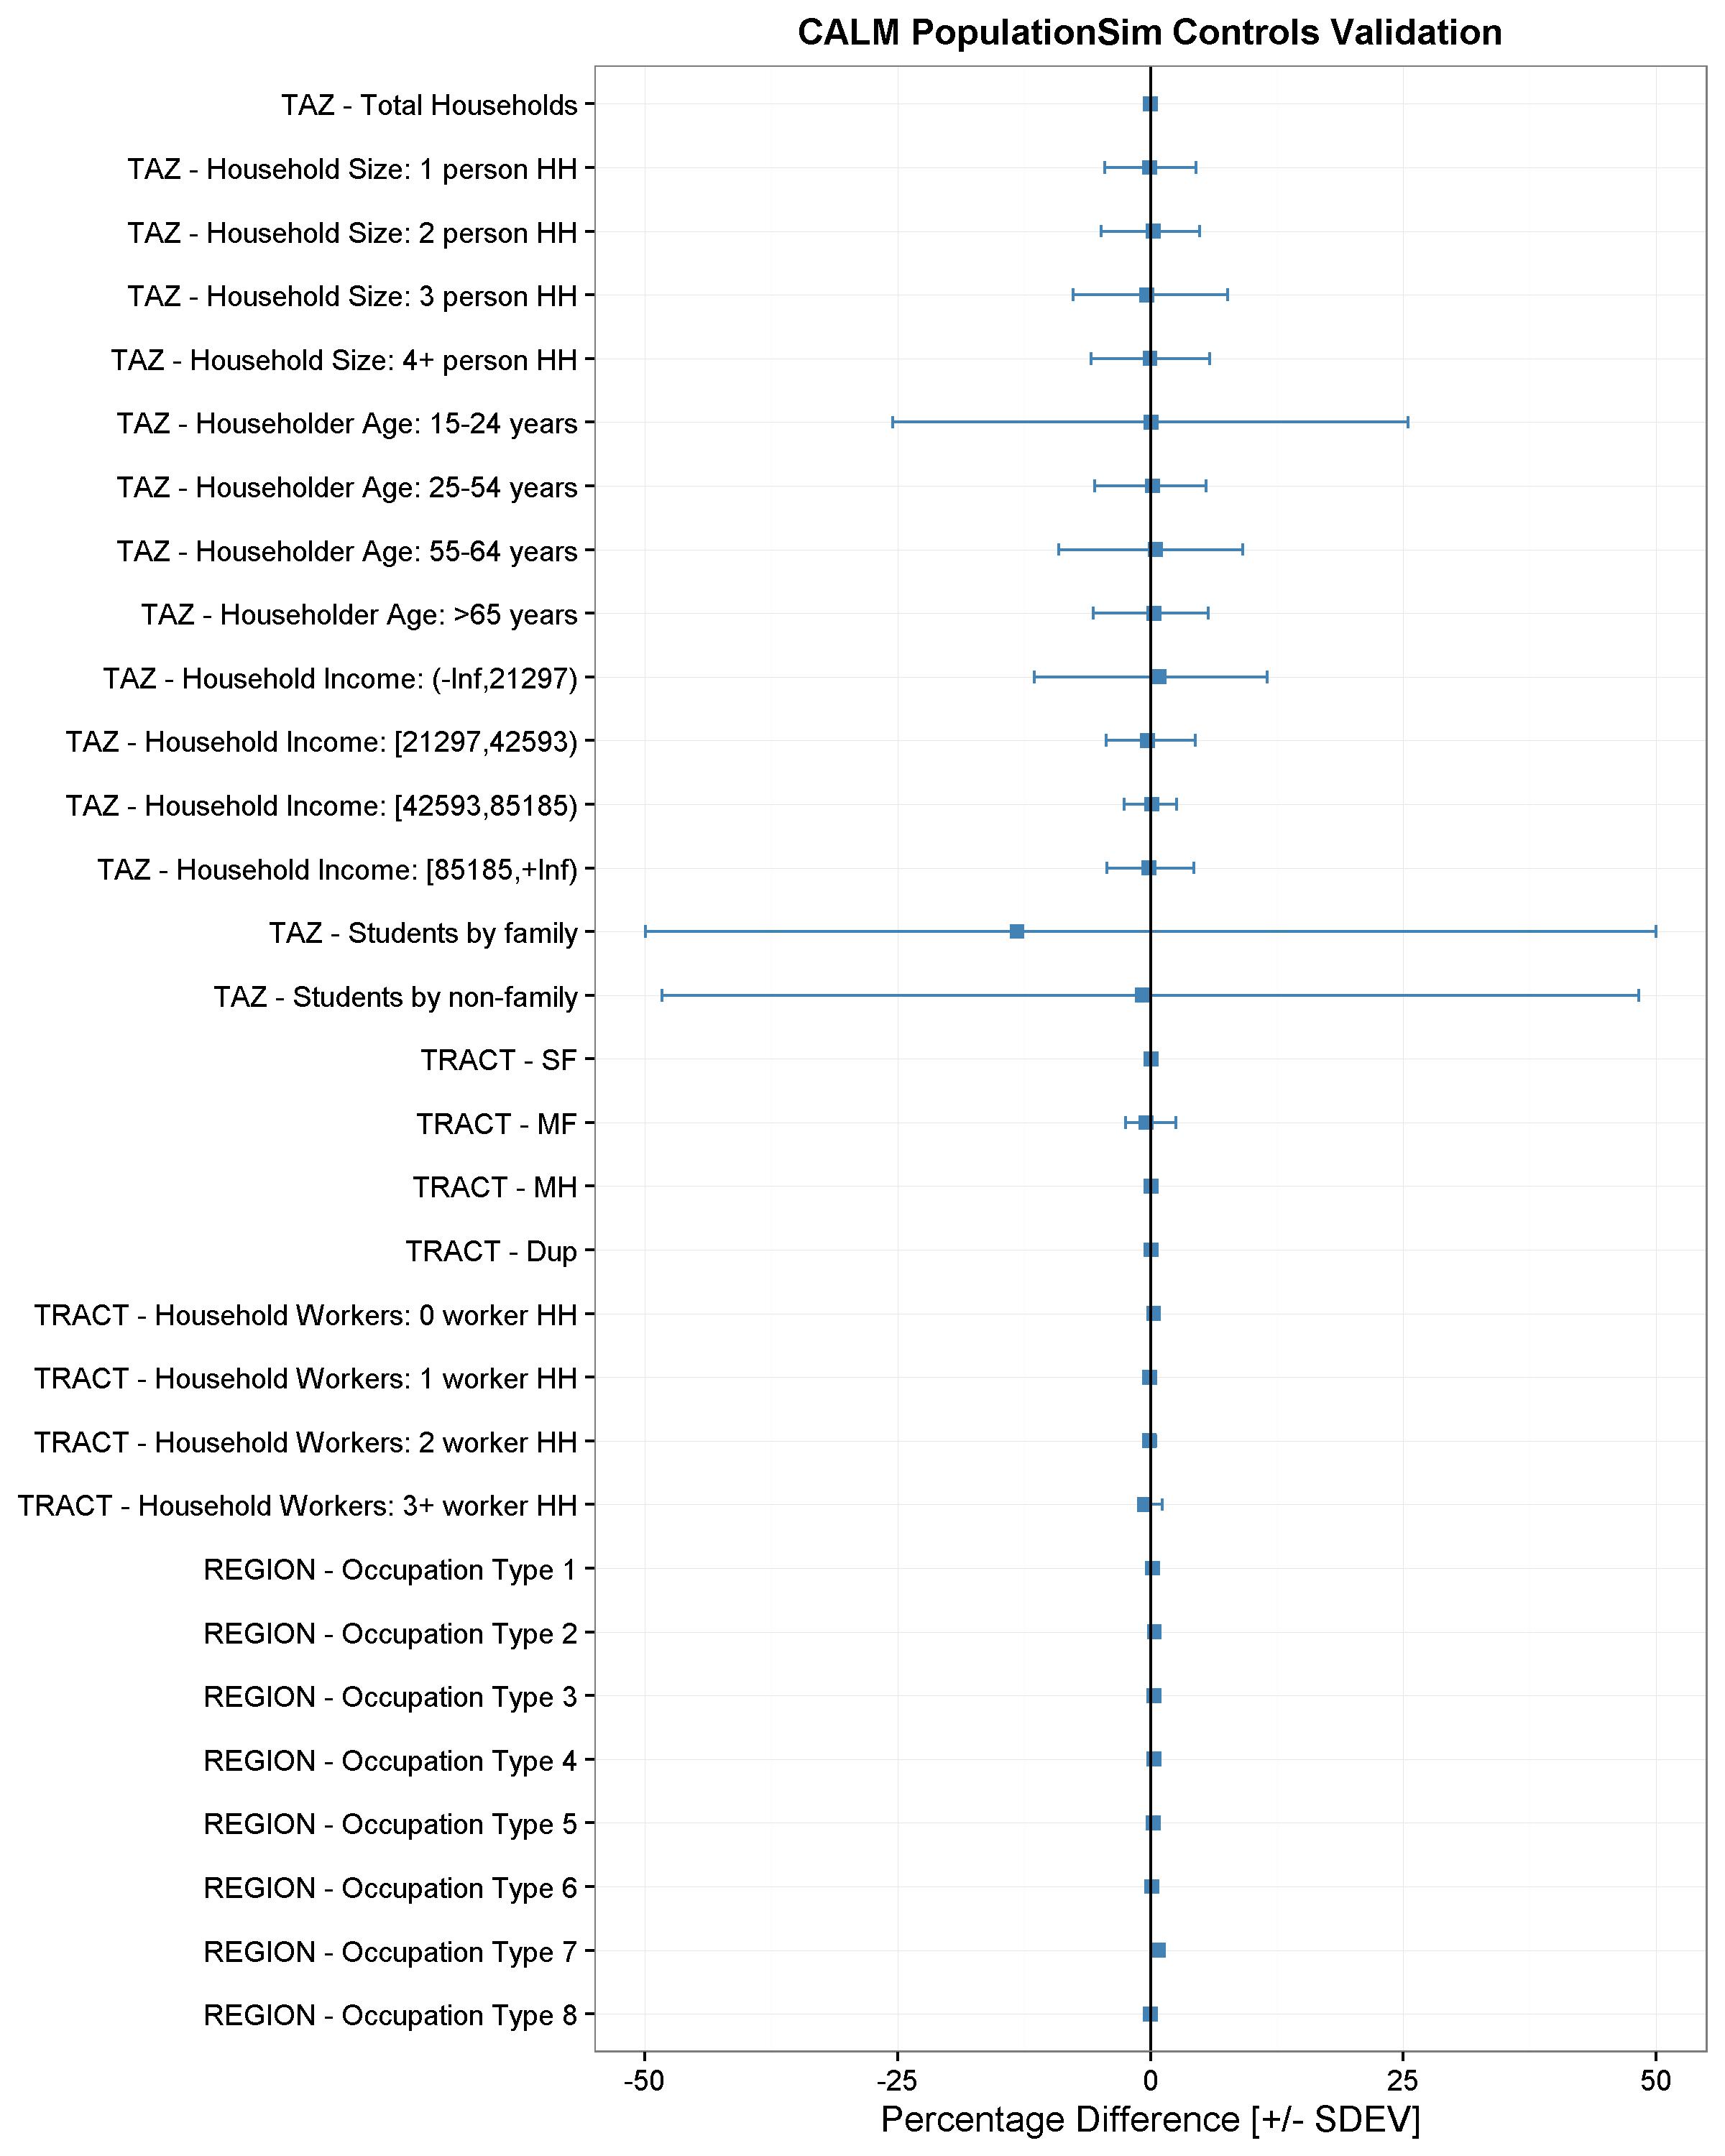 CALM PopulationSim Controls Validation
TAZ - Total Households
TAZ - Household Size: 1 person HH
TAZ - Household Size: 2 person HH
TAZ - Household Size: 3 person HH
TAZ - Household Size: 4+ person HH
TAZ - Householder Age: 15-24 years
TAZ - Householder Age: 25-54 years
TAZ - Householder Age: 55-64 years
TAZ - Householder Age: >65 years
TAZ - Household Income: (-Inf,21297)
TAZ - Household Income: [21297,42593)
TAZ - Household Income: [42593,85185)
TAZ - Household Income: [85185,+Inf)
TAZ - Students by family
TAZ - Students by non-family
TRACT - SF
TRACT - MF
TRACT - MH
TRACT - Dup
TRACT - Household Workers: 0 worker HH
TRACT - Household Workers: 1 worker HH
TRACT - Household Workers: 2 worker HH
TRACT - Household Workers: 3+ worker HH
REGION - Occupation Type 1
REGION - Occupation Type 2
REGION - Occupation Type 3
REGION - Occupation Type 4
REGION - Occupation Type 5
REGION - Occupation Type 6
REGION - Occupation Type 7
REGION - Occupation Type 8
-50 -25 0 25 50
Percentage Difference [+/- SDEV]